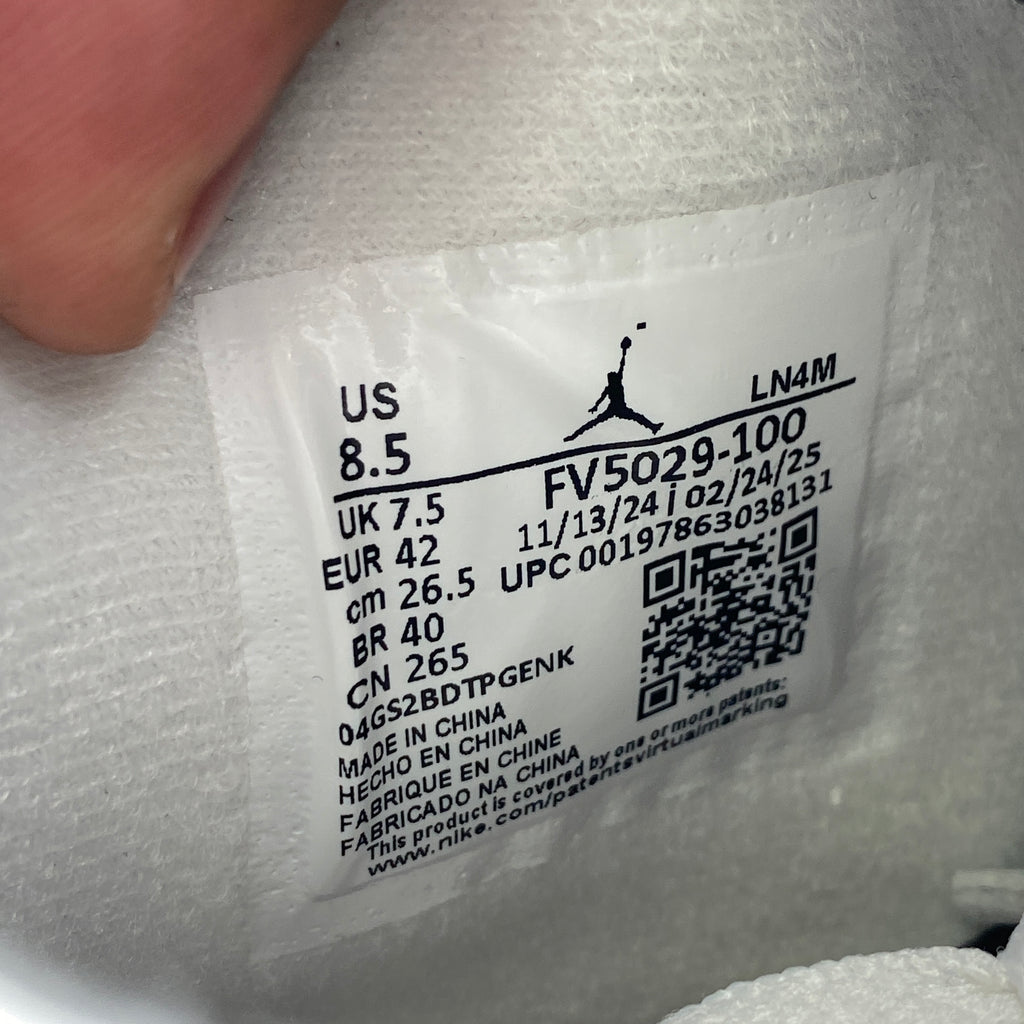 US
8.5
LN4M
UK 7.5
EUR 42
cm 26.5
BR 40
CN 265
FV5029-100
11/13/24 | 02/24/25
UPC 00197863038131
04GS2BDTPGENK
MADE IN CHINA
HECHO EN CHINA
FABRIQUE EN CHINE
FABRICADO NA CHINA
This product is covered by one or more patents:
www.nike.com/patentsvirtualmarking